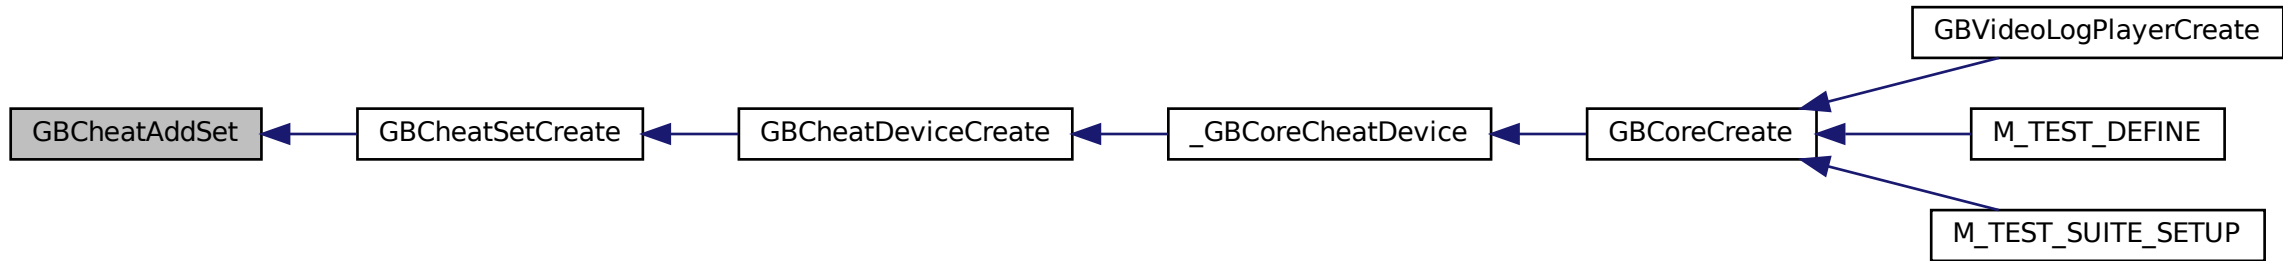 GBVideoLogPlayerCreate
GBCheatAddSet
GBCheatSetCreate
GBCheatDeviceCreate
_GBCoreCheatDevice
GBCoreCreate
M_TEST_DEFINE
M_TEST_SUITE_SETUP